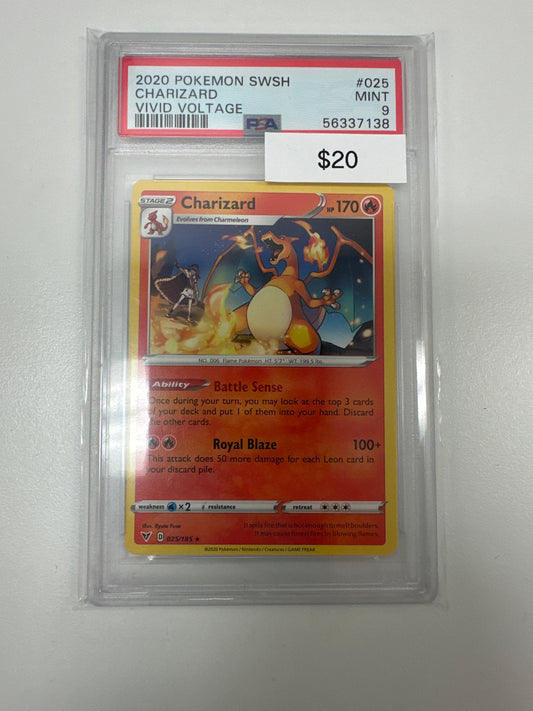 2020 POKEMON SWSH #025
CHARIZARD MINT
VIVID VOLTAGE 9
PSA 56337138
$20
STAGE 2 Charizard HP 170
Evolves from Charmeleon
NO. 006 Flame Pokémon HT: 5'7" WT: 199.5 lbs.
Ability Battle Sense
Once during your turn, you may look at the top 3 cards
of your deck and put 1 of them into your hand. Discard
the other cards.
Royal Blaze 100+
This attack does 50 more damage for each Leon card in
your discard pile.
weakness ×2 resistance retreat
Illus. Ryuta Fuse
It spits fire that is hot enough to melt boulders.
It may cause forest fires by blowing flames.
D 025/185 ★
©2020 Pokémon / Nintendo / Creatures / GAME FREAK